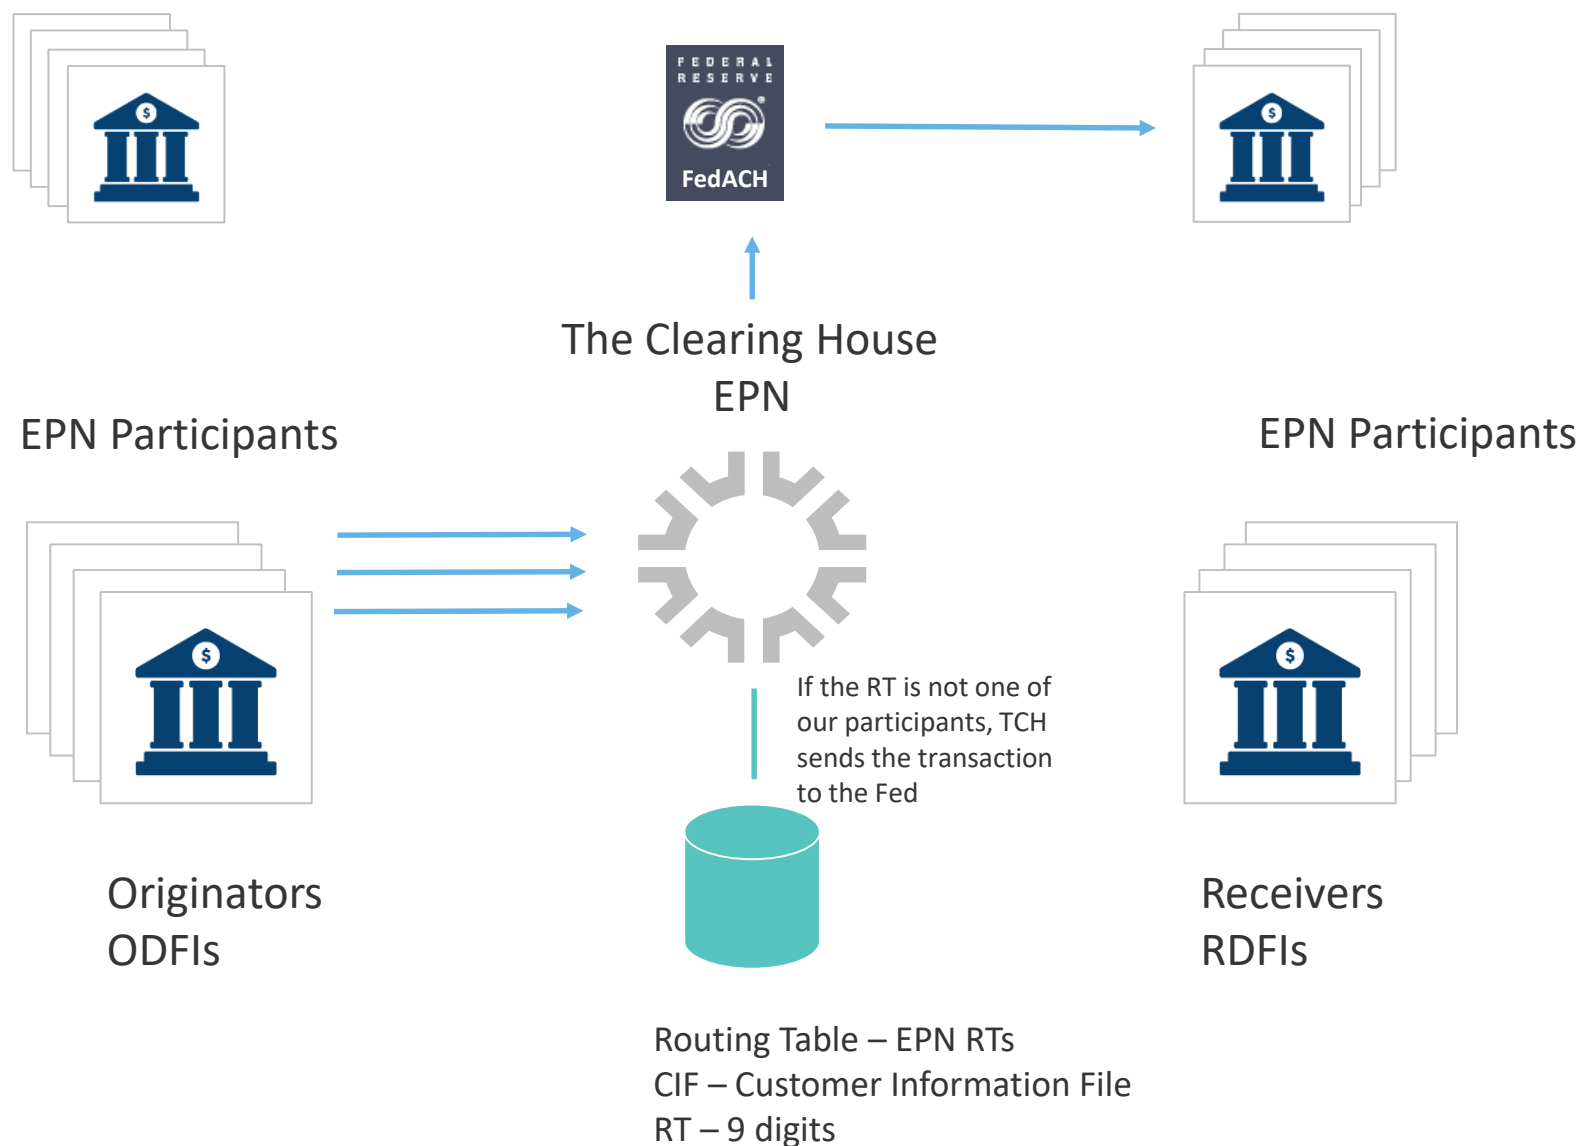 $
FEDERAL
RESERVE
®
FedACH
$
The Clearing House
EPN
EPN Participants
EPN Participants
$
$
If the RT is not one of
our participants, TCH
sends the transaction
to the Fed
Originators
ODFIs
Receivers
RDFIs
Routing Table – EPN RTs
CIF – Customer Information File
RT – 9 digits